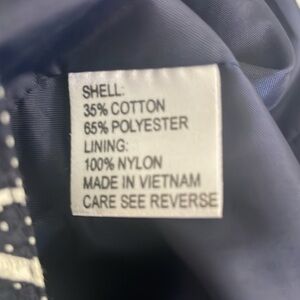 SHELL:
35% COTTON
65% POLYESTER
LINING:
100% NYLON
MADE IN VIETNAM
CARE SEE REVERSE